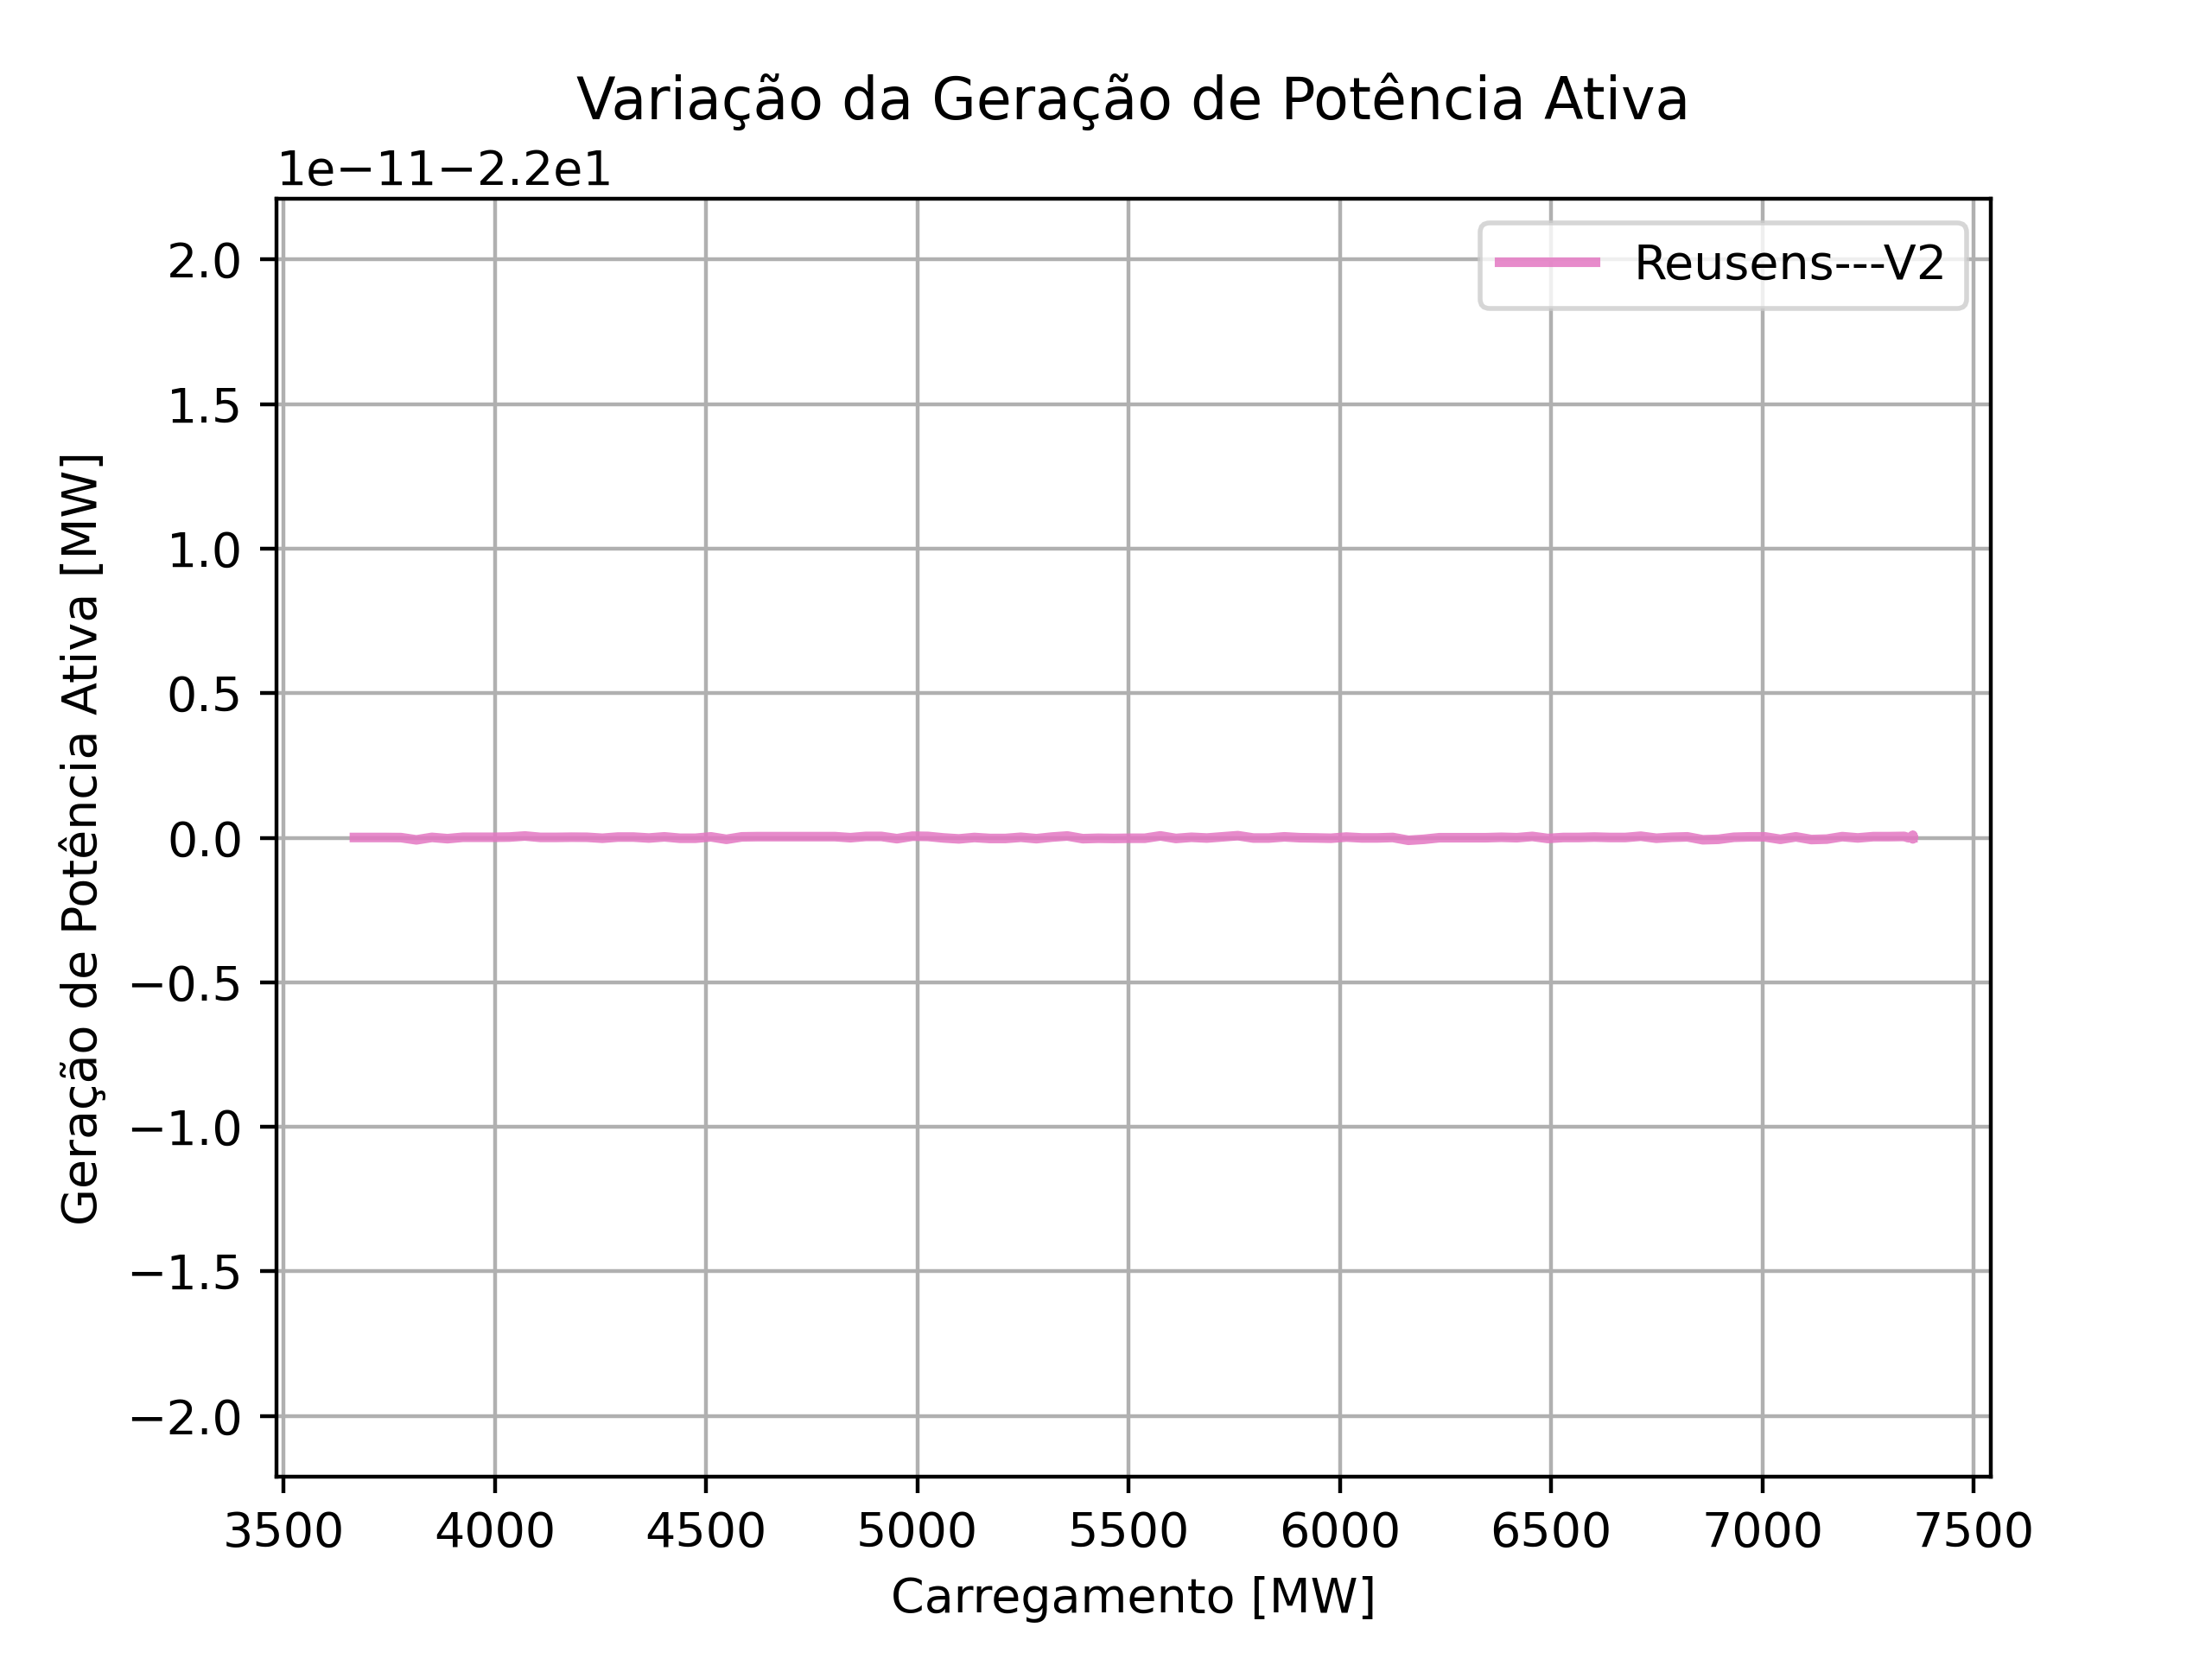 Variação da Geração de Potência Ativa
1e−11−2.2e1
Reusens---V2
2.0
1.5
1.0
0.5
0.0
−0.5
−1.0
−1.5
−2.0
Geração de Potência Ativa [MW]
3500 4000 4500 5000 5500 6000 6500 7000 7500
Carregamento [MW]